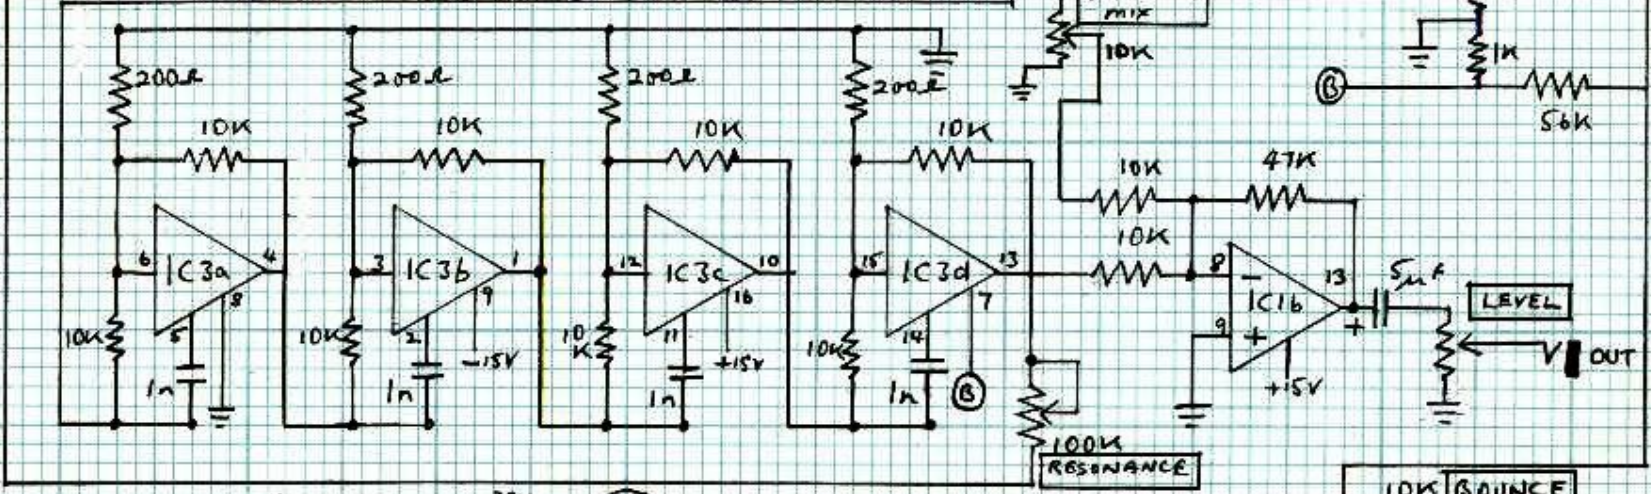 mix
10K
1K
B
56K
200Ω
200Ω
200Ω
200Ω
10K
10K
10K
10K
10K
47K
10K
6 IC3a 4
3 IC3b 1
12 IC3c 10
15 IC3d 13
8 - IC1b 13
5µF
LEVEL
8
9
16
7
9 +
+
V OUT
10K
5
10K
2
-15V
10K
11
+15V
10K
14
+15V
1n
1n
1n
1n
B
100K
RESONANCE
10K BOUNCE